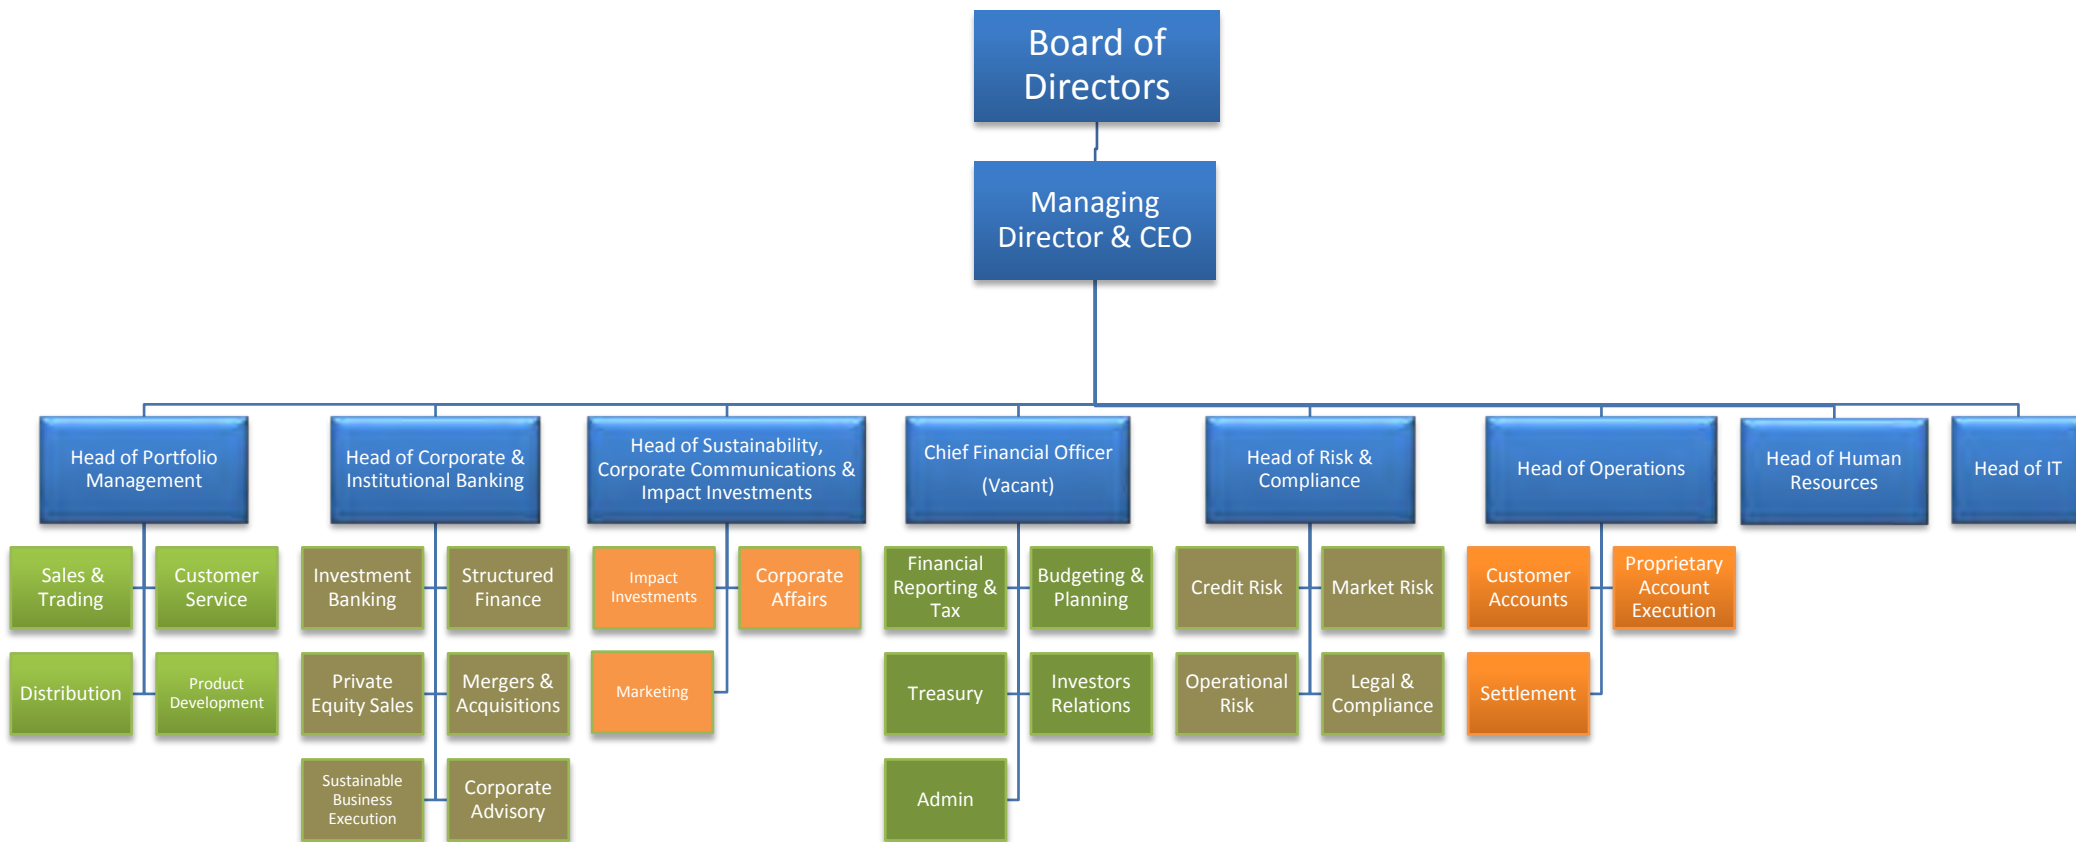 Board of
Directors
Managing
Director & CEO
Head of Portfolio
Management
Head of Corporate &
Institutional Banking
Head of Sustainability,
Corporate Communications &
Impact Investments
Chief Financial Officer
(Vacant)
Head of Risk &
Compliance
Head of Operations
Head of Human
Resources
Head of IT
Sales &
Trading
Customer
Service
Distribution
Product
Development
Investment
Banking
Structured
Finance
Private
Equity Sales
Mergers &
Acquisitions
Sustainable
Business
Execution
Corporate
Advisory
Impact
Investments
Corporate
Affairs
Marketing
Financial
Reporting &
Tax
Budgeting &
Planning
Treasury
Investors
Relations
Admin
Credit Risk
Market Risk
Operational
Risk
Legal &
Compliance
Customer
Accounts
Proprietary
Account
Execution
Settlement